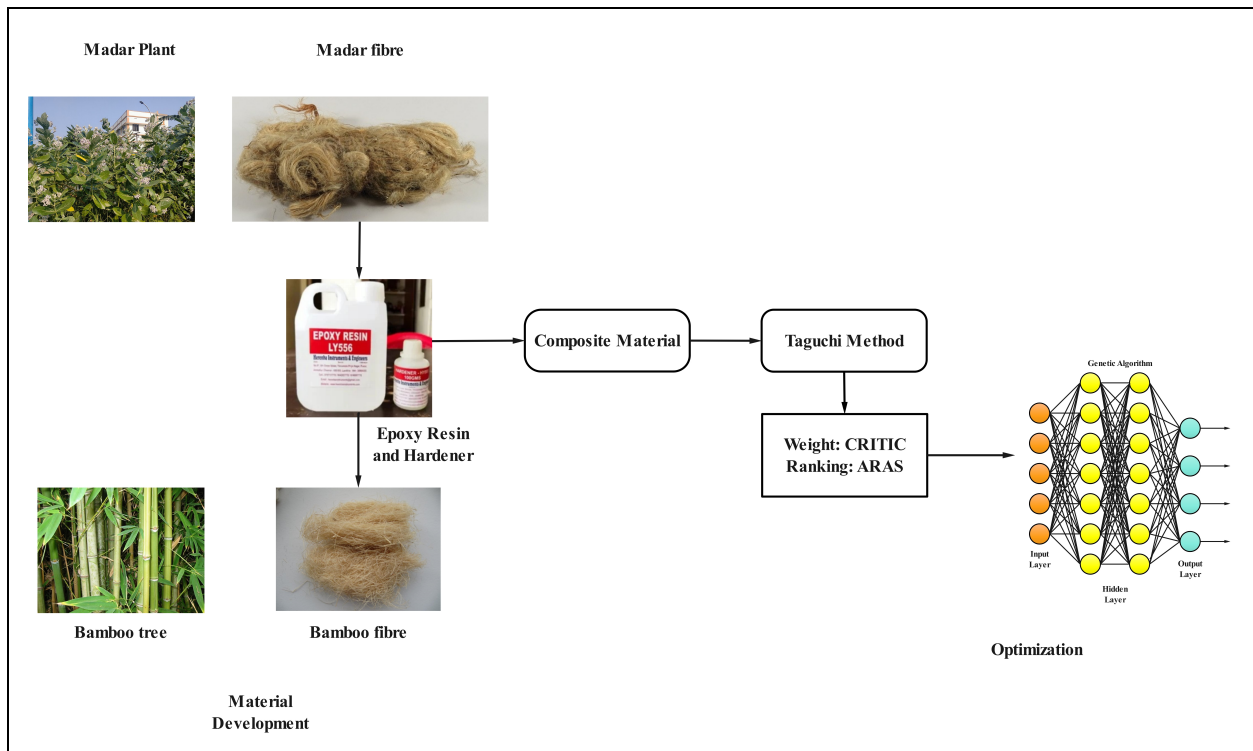 Madar Plant
Madar fibre
EPOXY RESIN
LY556
Composite Material
Taguchi Method
Genetic Algorithm
Epoxy Resin
and Hardener
Weight: CRITIC
Ranking: ARAS
Input
Layer
Output
Layer
Hidden
Layer
Bamboo tree
Bamboo fibre
Optimization
Material
Development